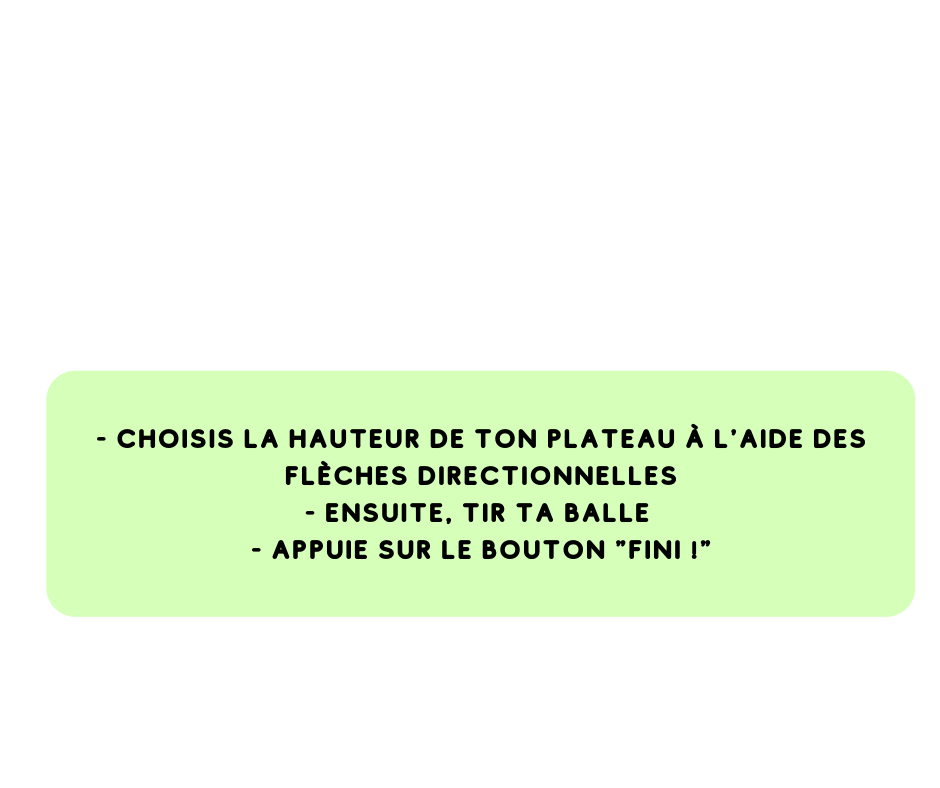 - CHOISIS LA HAUTEUR DE TON PLATEAU À L'AIDE DES
FLÈCHES DIRECTIONNELLES
- ENSUITE, TIR TA BALLE
- APPUIE SUR LE BOUTON "FINI !"